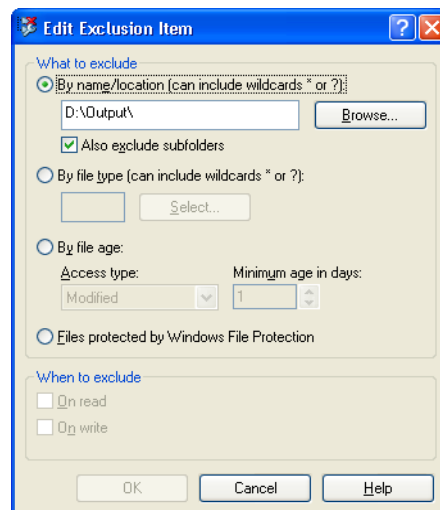 Edit Exclusion Item
What to exclude
By name/location (can include wildcards * or ?):
D:\Output\
Browse...
Also exclude subfolders
By file type (can include wildcards * or ?):
Select...
By file age:
Access type:
Minimum age in days:
Modified
1
Files protected by Windows File Protection
When to exclude
On read
On write
OK
Cancel
Help